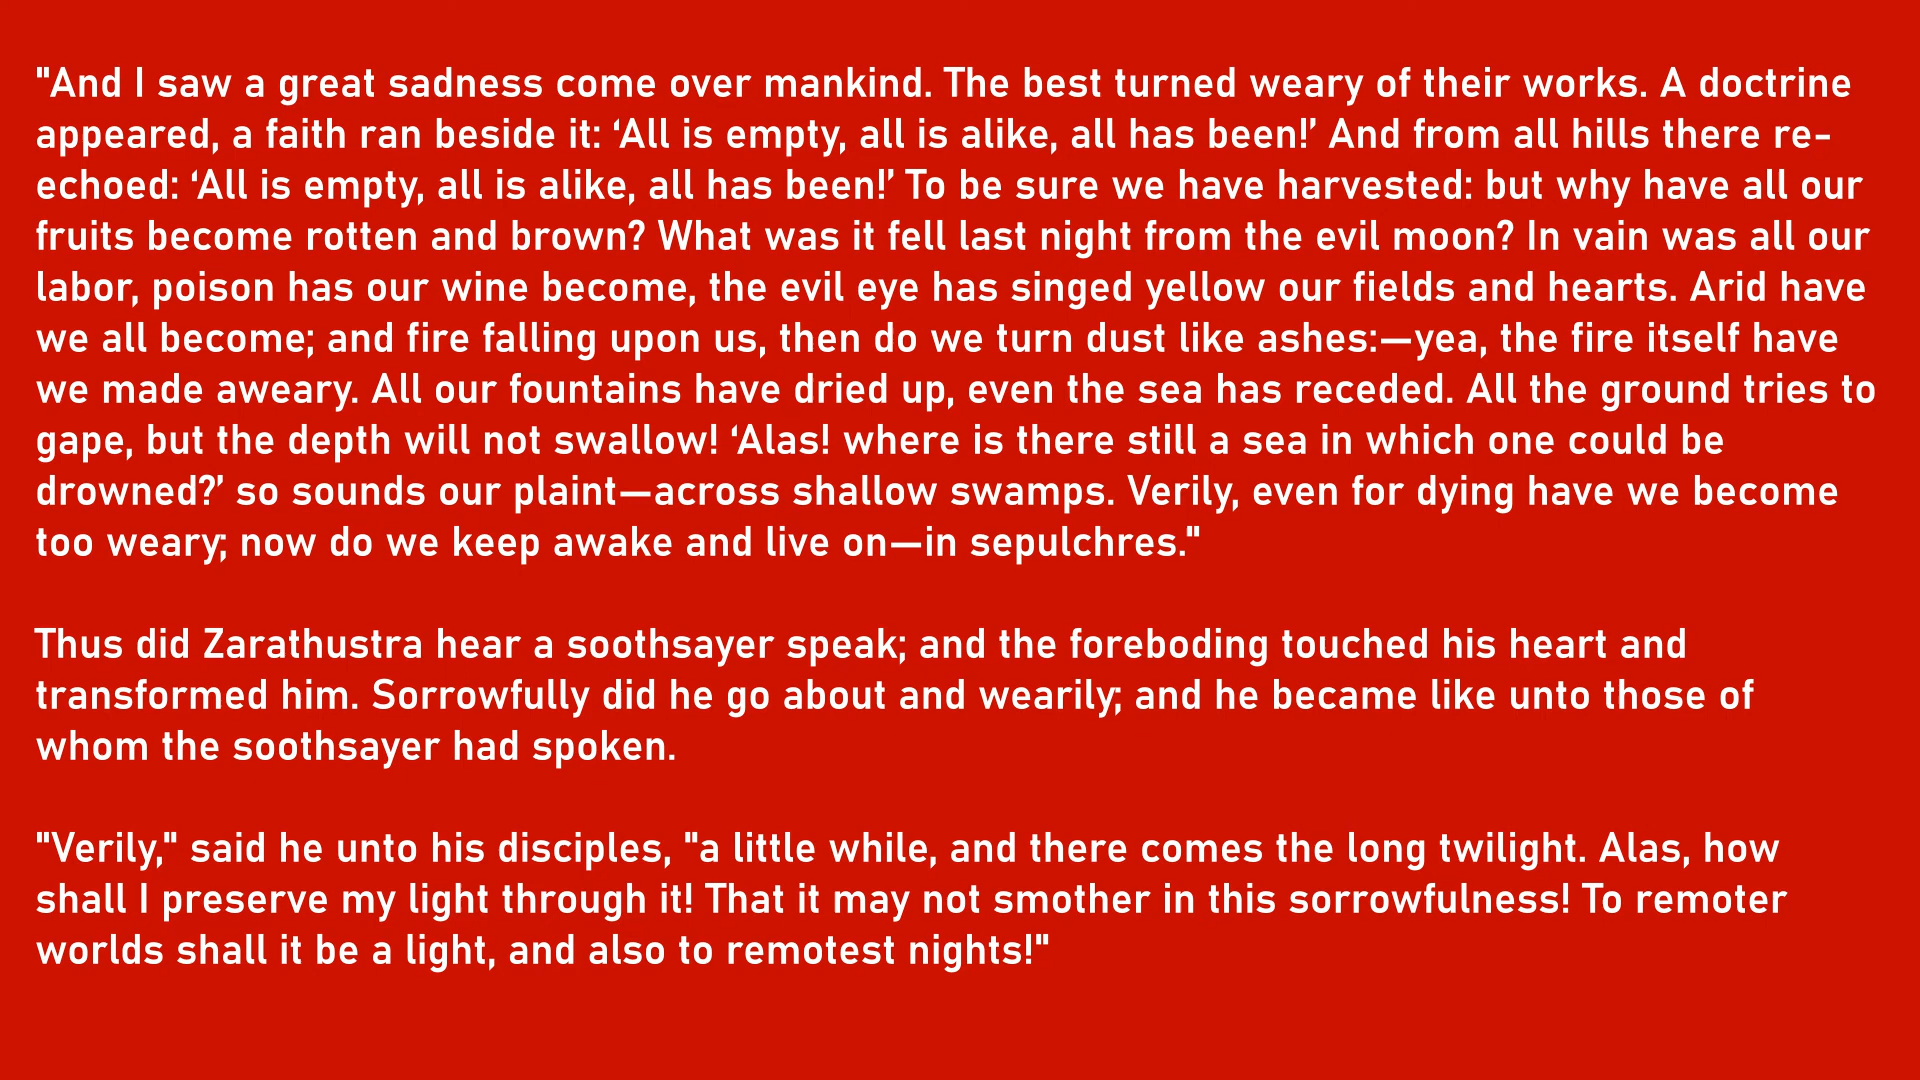 "And I saw a great sadness come over mankind. The best turned weary of their works. A doctrine
appeared, a faith ran beside it: ‘All is empty, all is alike, all has been!’ And from all hills there re-
echoed: ‘All is empty, all is alike, all has been!’ To be sure we have harvested: but why have all our
fruits become rotten and brown? What was it fell last night from the evil moon? In vain was all our
labor, poison has our wine become, the evil eye has singed yellow our fields and hearts. Arid have
we all become; and fire falling upon us, then do we turn dust like ashes:—yea, the fire itself have
we made aweary. All our fountains have dried up, even the sea has receded. All the ground tries to
gape, but the depth will not swallow! ‘Alas! where is there still a sea in which one could be
drowned?’ so sounds our plaint—across shallow swamps. Verily, even for dying have we become
too weary; now do we keep awake and live on—in sepulchres."
Thus did Zarathustra hear a soothsayer speak; and the foreboding touched his heart and
transformed him. Sorrowfully did he go about and wearily; and he became like unto those of
whom the soothsayer had spoken.
"Verily," said he unto his disciples, "a little while, and there comes the long twilight. Alas, how
shall I preserve my light through it! That it may not smother in this sorrowfulness! To remoter
worlds shall it be a light, and also to remotest nights!"